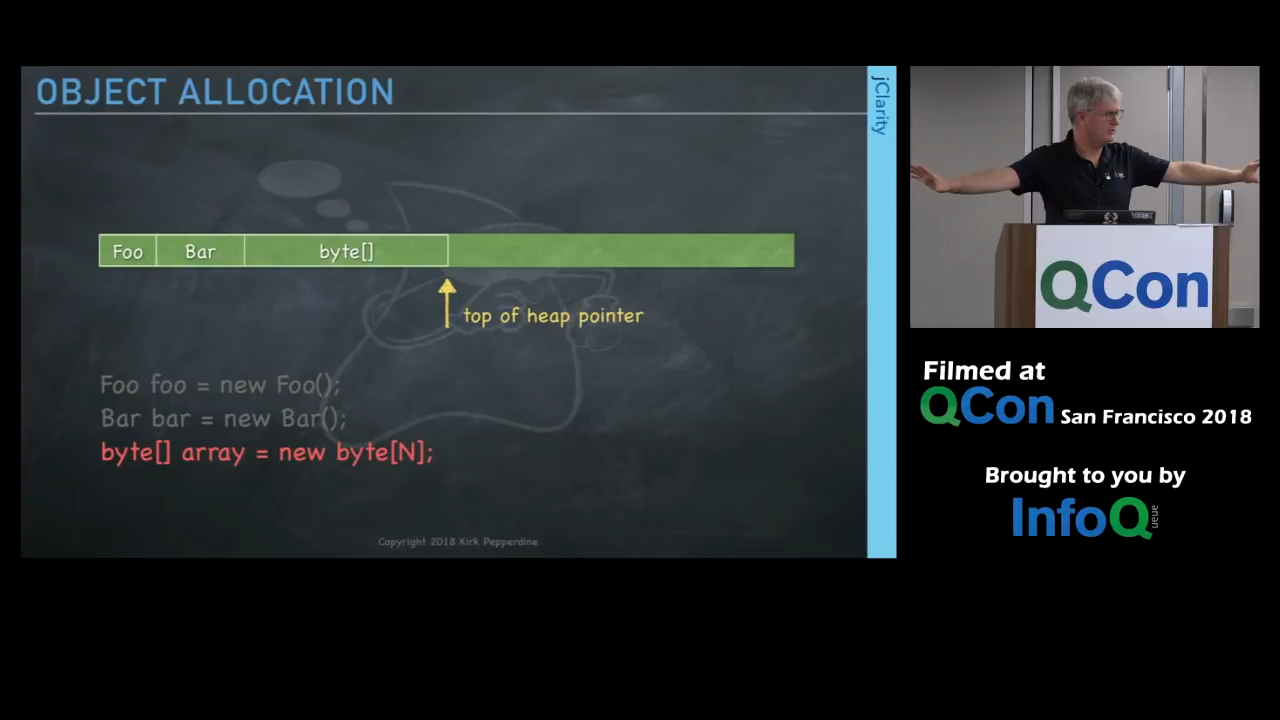 OBJECT ALLOCATION
jClarity
Foo Bar byte[]
top of heap pointer
Foo foo = new Foo();
Bar bar = new Bar();
byte[] array = new byte[N];
Copyright 2018 Kirk Pepperdine
QCon
Filmed at
QCon San Francisco 2018
Brought to you by
InfoQ
ueue